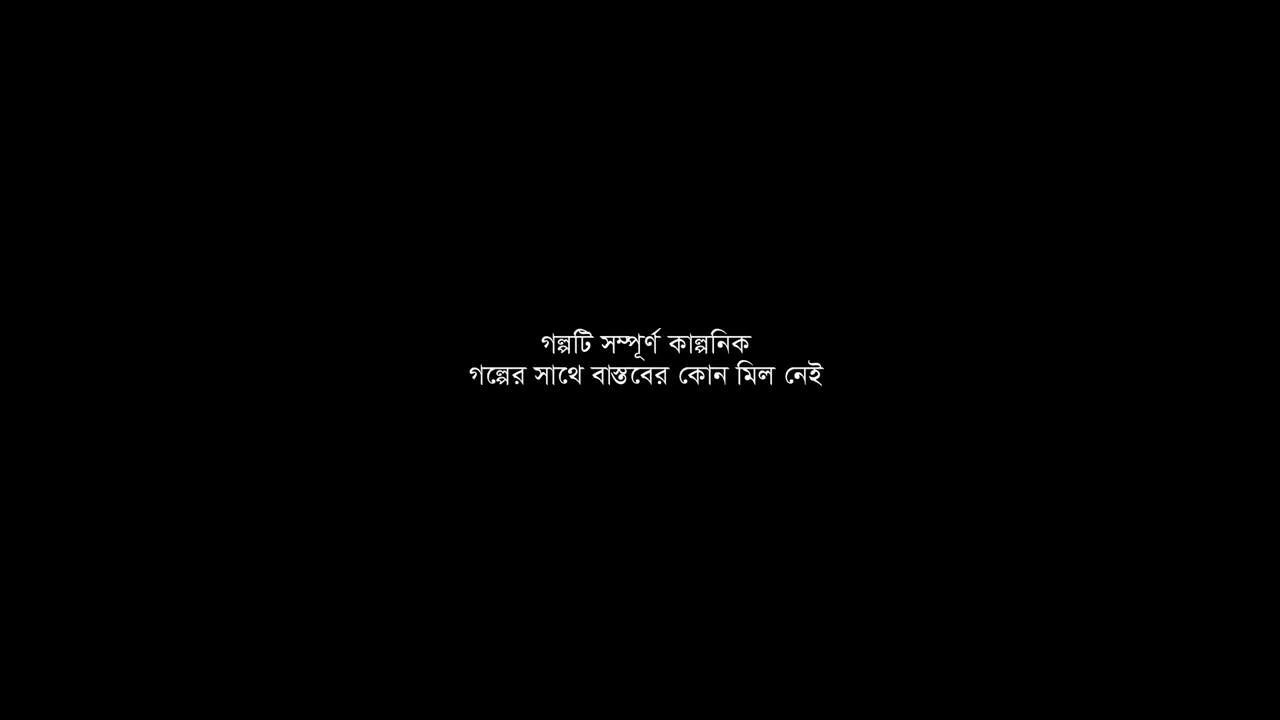 গল্পটি সম্পূর্ণ কাল্পনিক
গল্পের সাথে বাস্তবের কোন মিল নেই